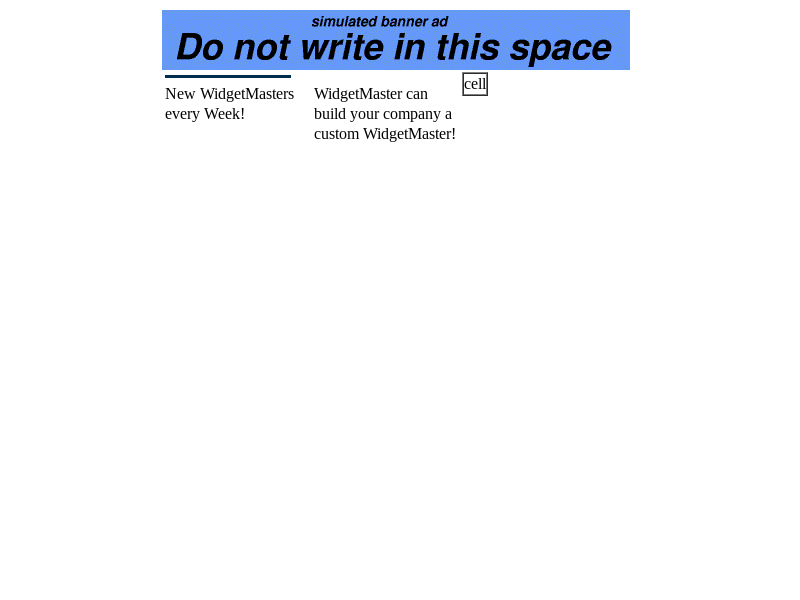 simulated banner ad
Do not write in this space
New WidgetMasters
every Week!
WidgetMaster can
build your company a
custom WidgetMaster!
cell